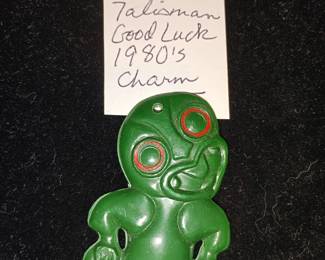 Talisman
Good Luck
1980's
Charm